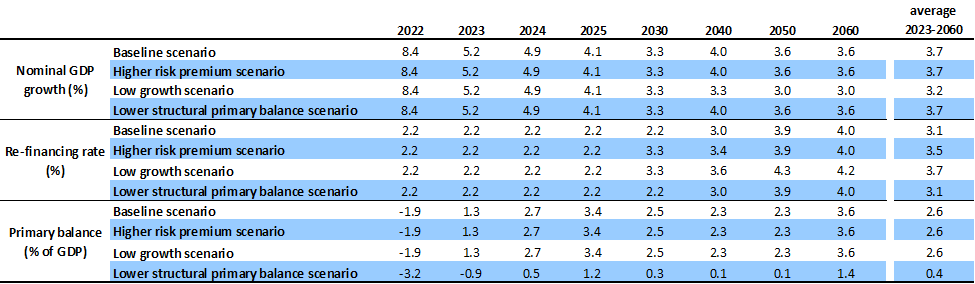 average
2022 2023 2024 2025 2030 2040 2050 2060 2023-2060
Baseline scenario 8.4 5.2 4.9 4.1 3.3 4.0 3.6 3.6 3.7
Nominal GDP Higher risk premium scenario 8.4 5.2 4.9 4.1 3.3 4.0 3.6 3.6 3.7
growth (%) Low growth scenario 8.4 5.2 4.9 4.1 3.3 3.3 3.0 3.0 3.2
Lower structural primary balance scenario 8.4 5.2 4.9 4.1 3.3 4.0 3.6 3.6 3.7
Baseline scenario 2.2 2.2 2.2 2.2 2.2 3.0 3.9 4.0 3.1
Re-financing rate Higher risk premium scenario 2.2 2.2 2.2 2.2 3.3 3.4 3.9 4.0 3.5
(%) Low growth scenario 2.2 2.2 2.2 2.2 3.3 3.6 4.3 4.2 3.7
Lower structural primary balance scenario 2.2 2.2 2.2 2.2 2.2 3.0 3.9 4.0 3.1
Baseline scenario -1.9 1.3 2.7 3.4 2.5 2.3 2.3 3.6 2.6
Primary balance Higher risk premium scenario -1.9 1.3 2.7 3.4 2.5 2.3 2.3 3.6 2.6
(% of GDP) Low growth scenario -1.9 1.3 2.7 3.4 2.5 2.3 2.3 3.6 2.6
Lower structural primary balance scenario -3.2 -0.9 0.5 1.2 0.3 0.1 0.1 1.4 0.4